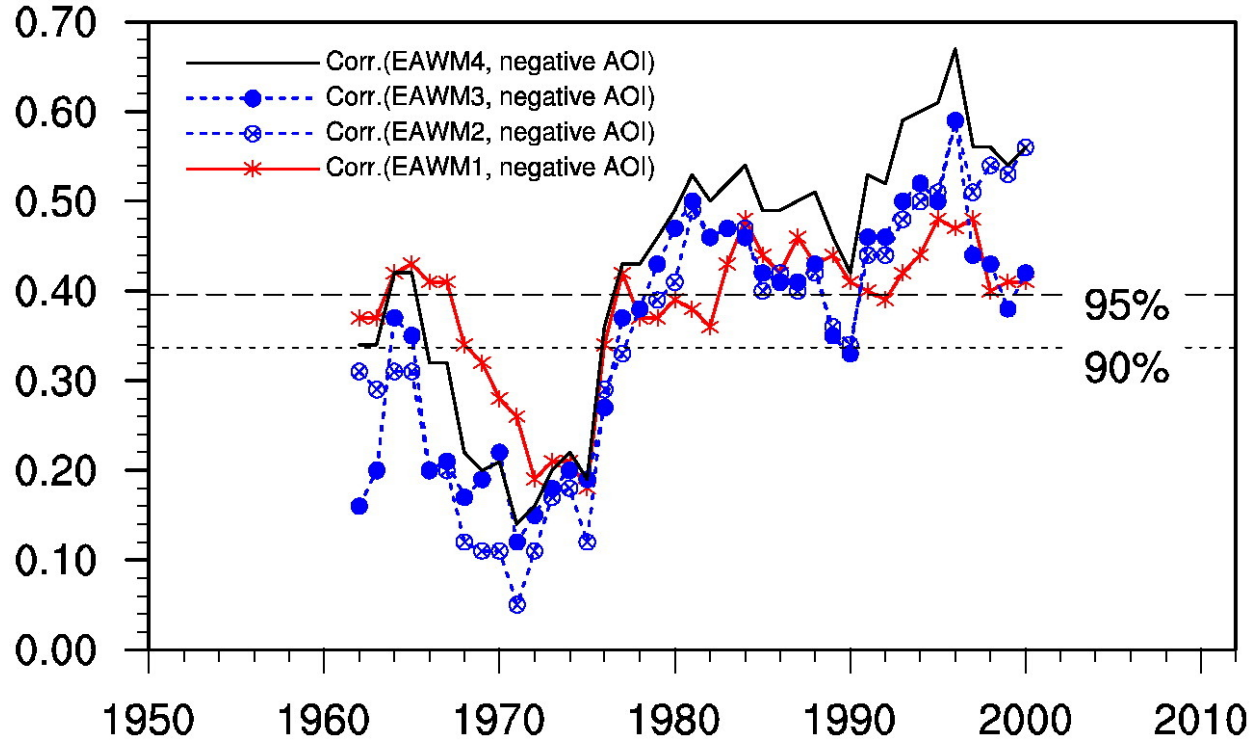 0.70
0.60
0.50
0.40
0.30
0.20
0.10
0.00
Corr.(EAWM4, negative AOI)
Corr.(EAWM3, negative AOI)
Corr.(EAWM2, negative AOI)
Corr.(EAWM1, negative AOI)
95%
90%
1950 1960 1970 1980 1990 2000 2010